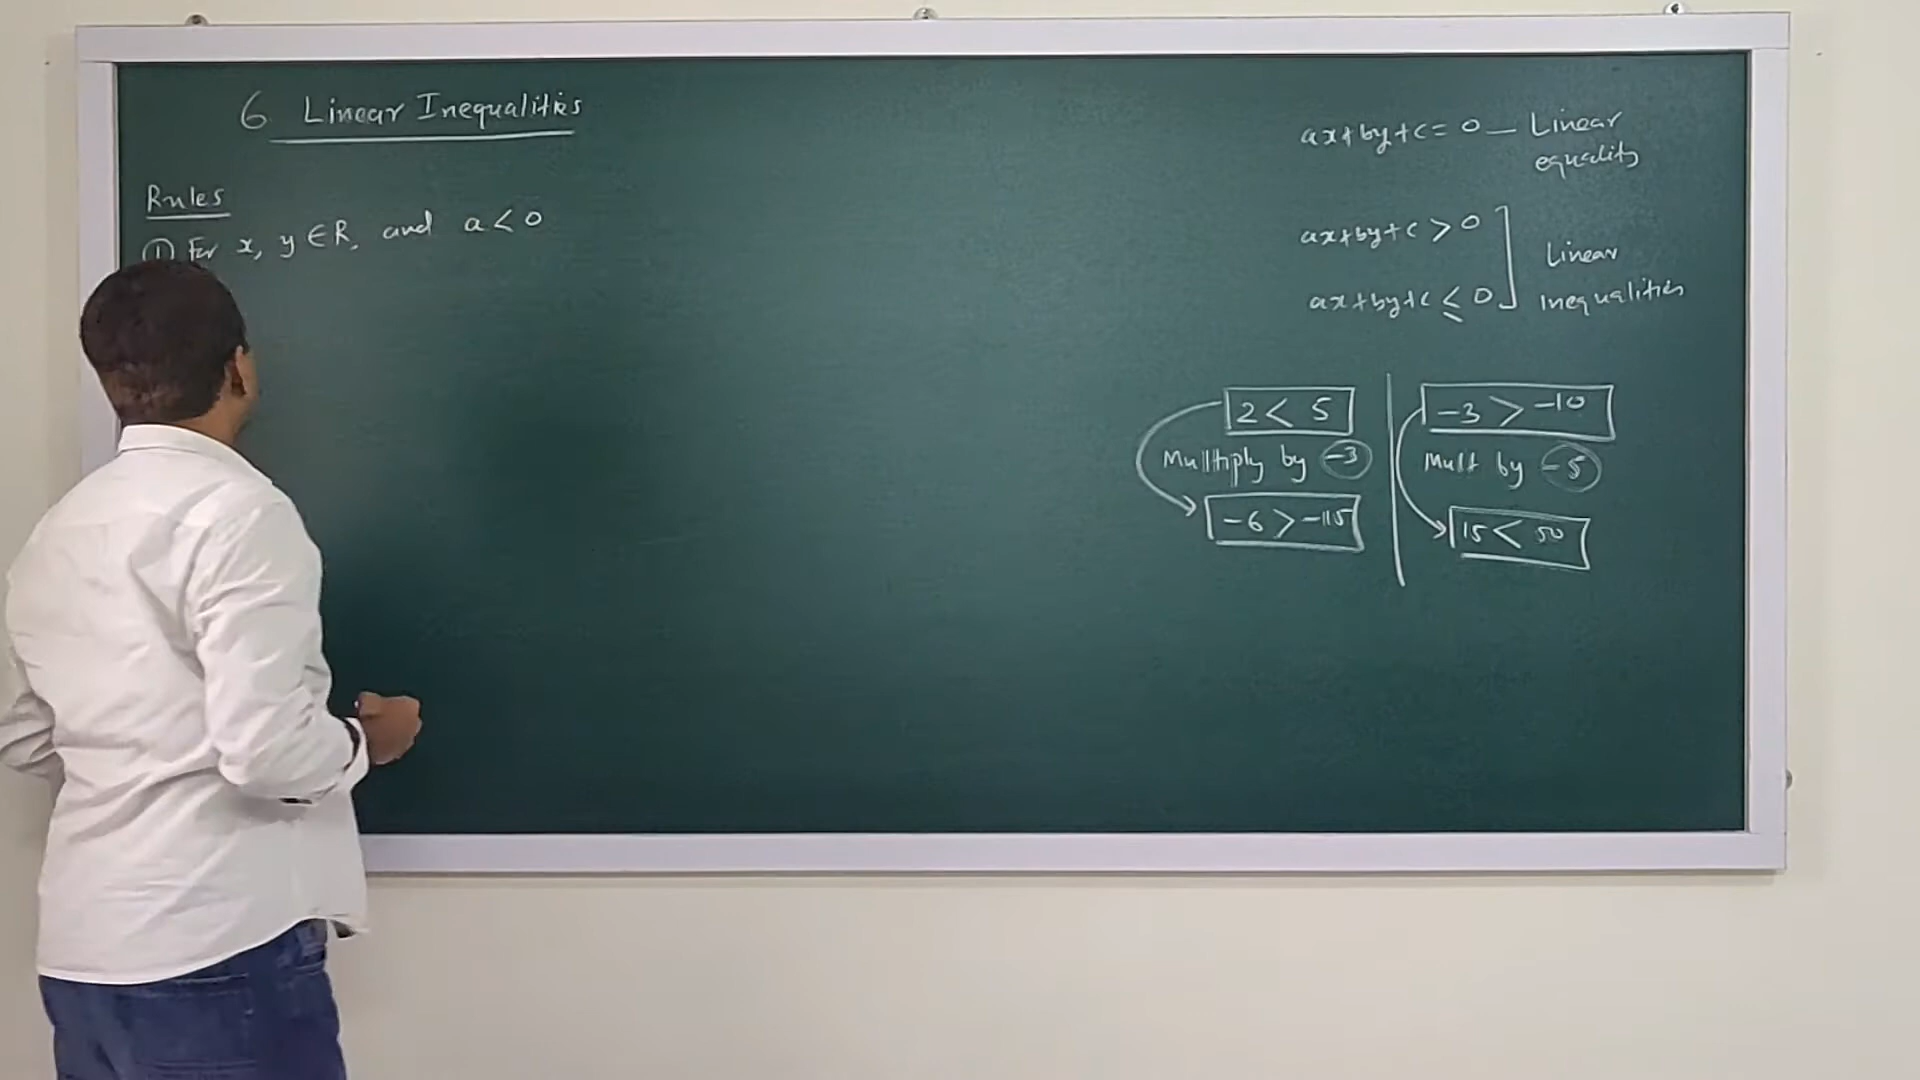 6 Linear Inequalities
Rules
① For x, y ∈ R, and a < 0
ax+by+c = 0 — Linear
equality
ax+by+c > 0
ax+by+c ≤ 0
Linear
inequalities
2 < 5
Multiply by -3
-6 > -15
-3 > -10
Mult by -5
15 < 50